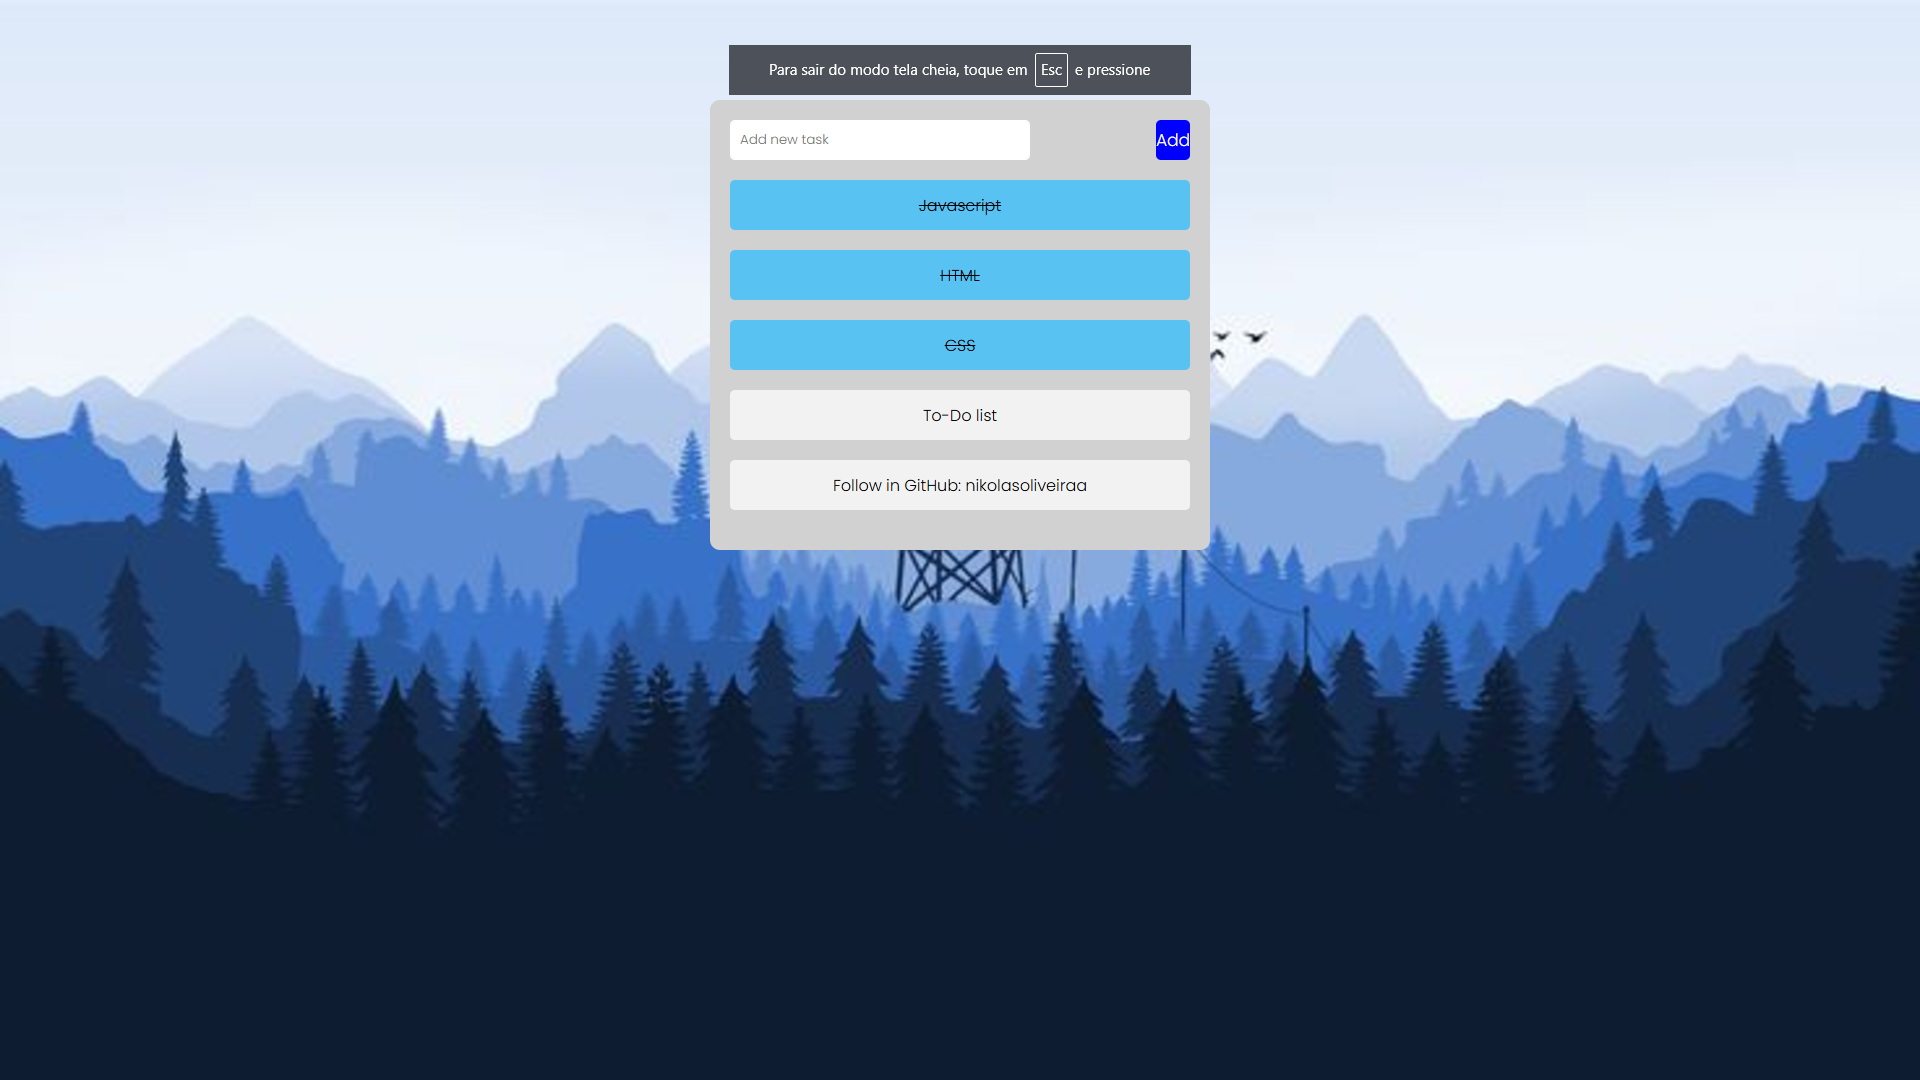 Para sair do modo tela cheia, toque em Esc e pressione
Add new task
Add
Javascript
HTML
CSS
To-Do list
Follow in GitHub: nikolasoliveiraa